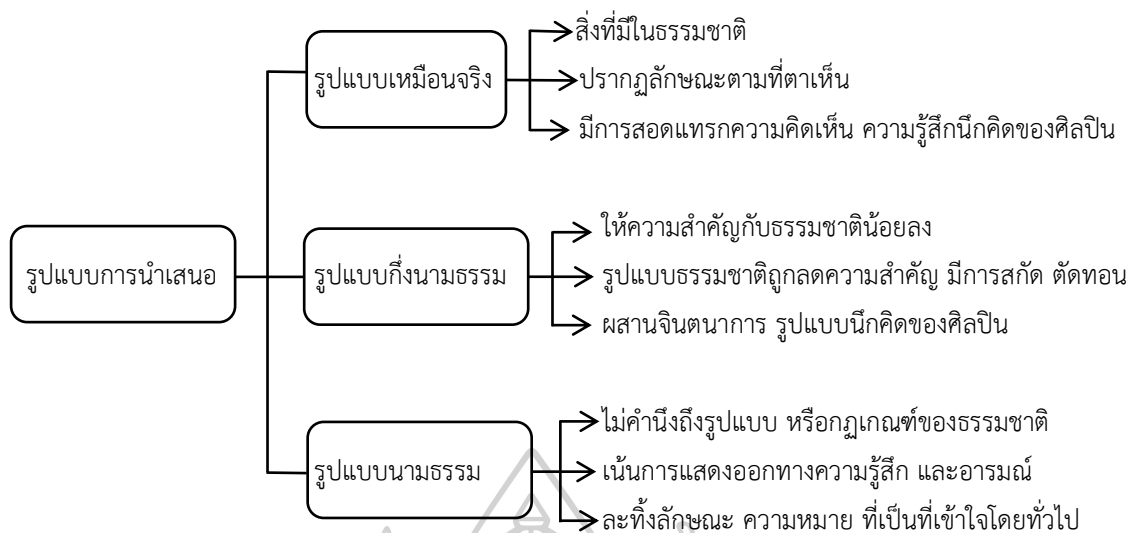 รูปแบบการนำเสนอ
รูปแบบเหมือนจริง
สิ่งที่มีในธรรมชาติ
ปรากฏลักษณะตามที่ตาเห็น
มีการสอดแทรกความคิดเห็น ความรู้สึกนึกคิดของศิลปิน
รูปแบบกึ่งนามธรรม
ให้ความสำคัญกับธรรมชาติน้อยลง
รูปแบบธรรมชาติถูกลดความสำคัญ มีการสกัด ตัดทอน
ผสานจินตนาการ รูปแบบนึกคิดของศิลปิน
รูปแบบนามธรรม
ไม่คำนึงถึงรูปแบบ หรือกฎเกณฑ์ของธรรมชาติ
เน้นการแสดงออกทางความรู้สึก และอารมณ์
ละทิ้งลักษณะ ความหมาย ที่เป็นที่เข้าใจโดยทั่วไป